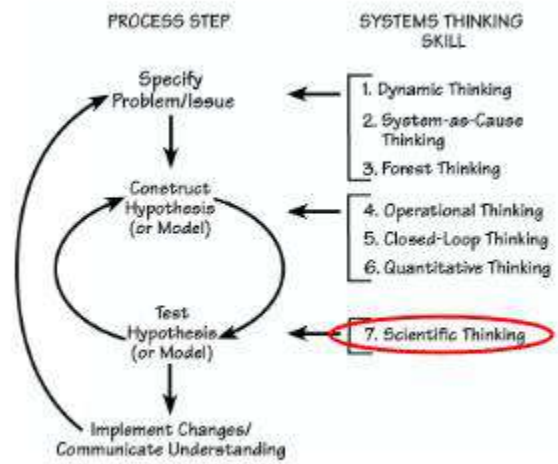 PROCESS STEP
SYSTEMS THINKING
SKILL
Specify
Problem/Issue
1. Dynamic Thinking
2. System-as-Cause
Thinking
3. Forest Thinking
Construct
Hypothesis
(or Model)
4. Operational Thinking
5. Closed-Loop Thinking
6. Quantitative Thinking
Test
Hypothesis
(or Model)
7. Scientific Thinking
Implement Changes/
Communicate Understanding